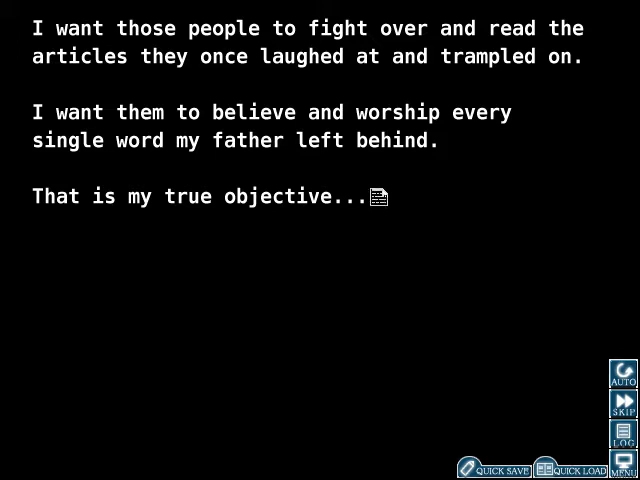 I want those people to fight over and read the
articles they once laughed at and trampled on.
I want them to believe and worship every
single word my father left behind.
That is my true objective...
AUTO
SKIP
LOG
QUICK SAVE
QUICK LOAD
MENU